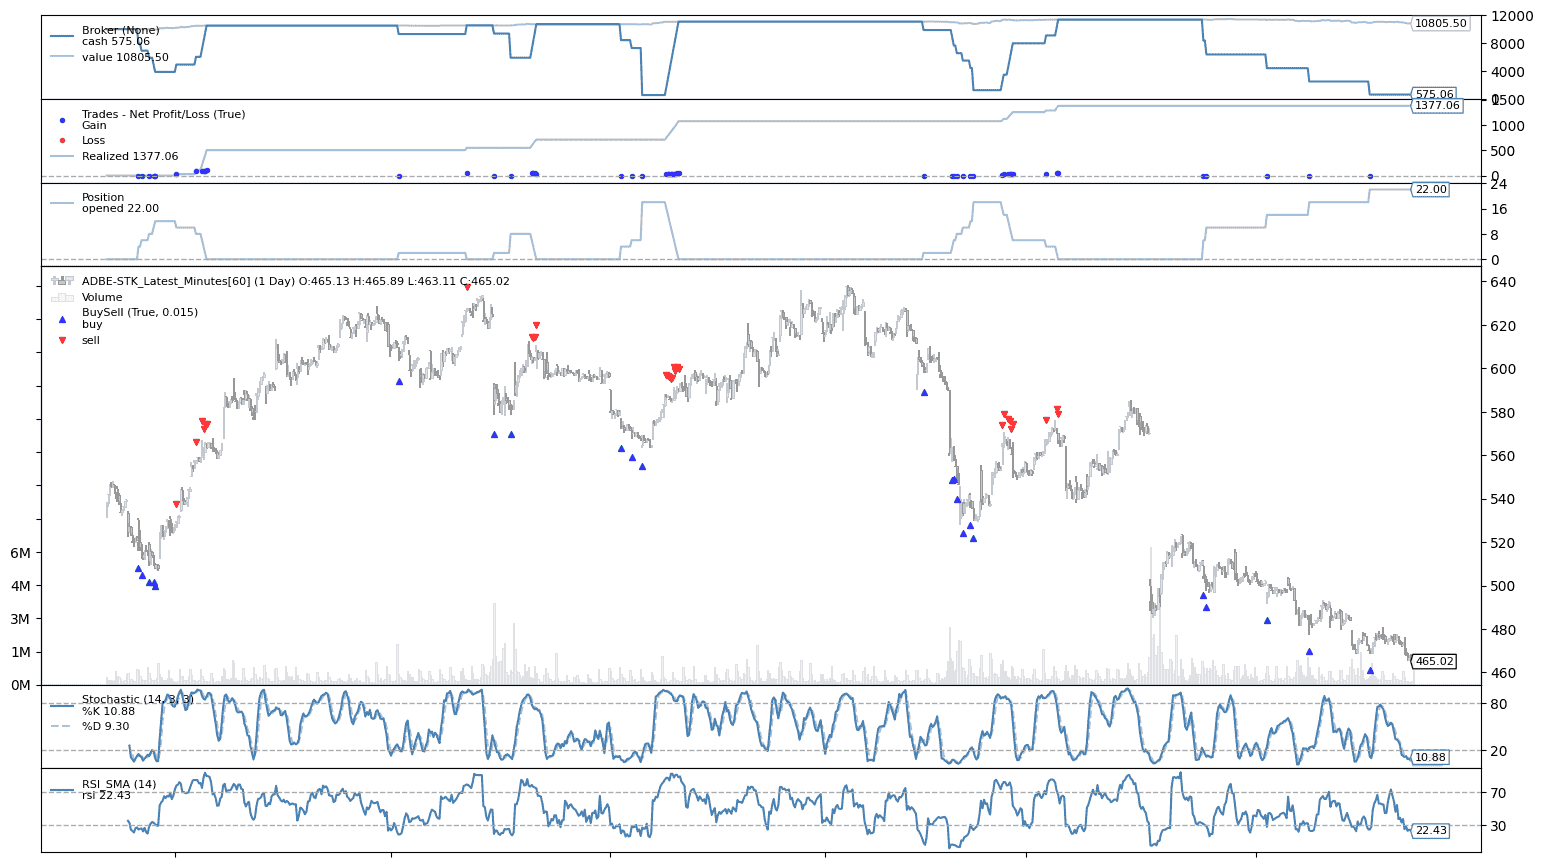 Broker (None)
cash 575.06
value 10805.50
12000
10805.50
8000
4000
575.06
0
Trades - Net Profit/Loss (True)
Gain
Loss
Realized 1377.06
1500
1377.06
1000
500
0
Position
opened 22.00
24
22.00
16
8
0
ADBE-STK_Latest_Minutes[60] (1 Day) O:465.13 H:465.89 L:463.11 C:465.02
Volume
BuySell (True, 0.015)
buy
sell
640
620
600
580
560
540
520
500
480
465.02
460
6M
4M
3M
1M
0M
Stochastic (14, 3, 3)
%K 10.88
%D 9.30
80
20
10.88
RSI_SMA (14)
rsi 22.43
70
30
22.43